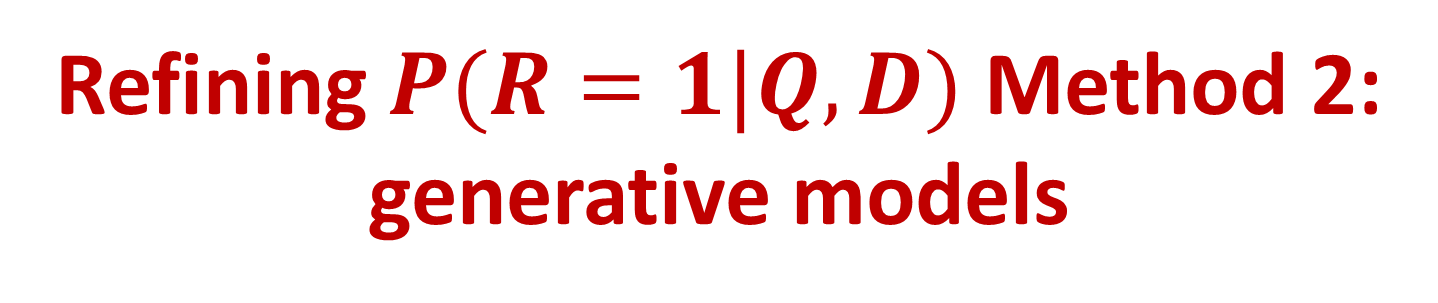 Refining P(R = 1|Q, D) Method 2:
generative models